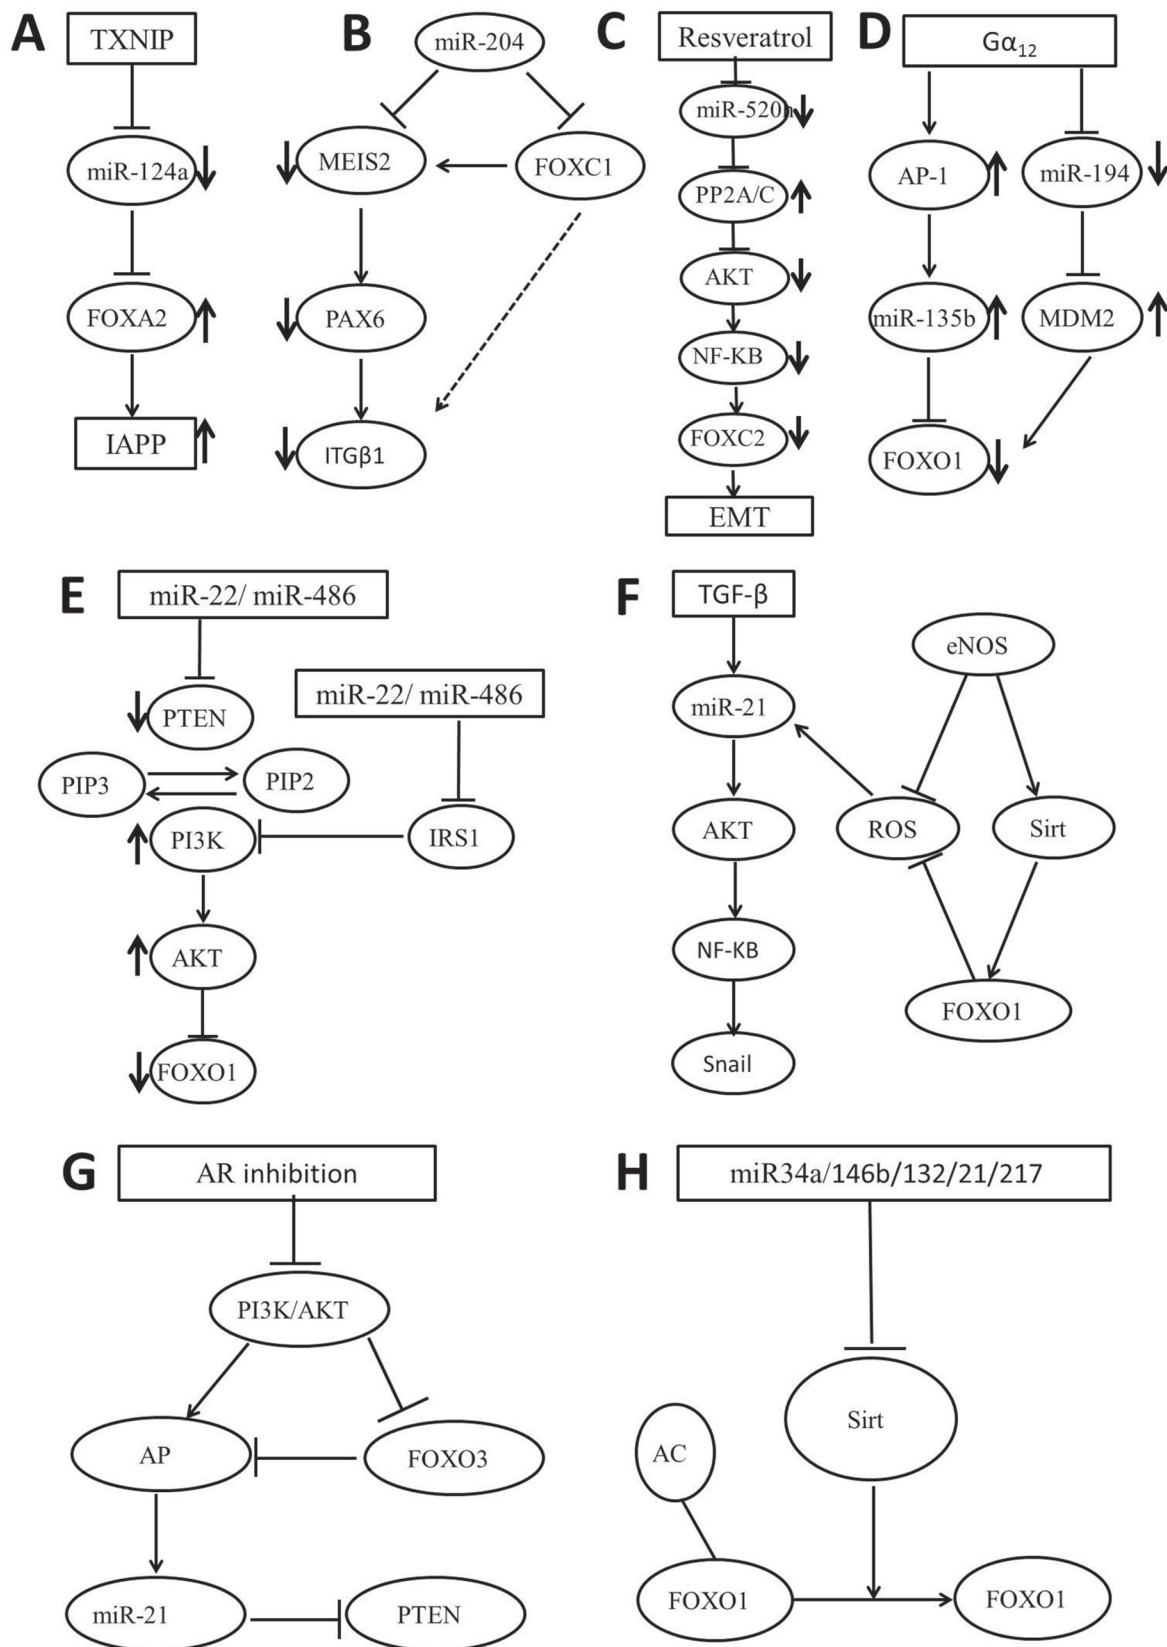 A
TXNIP
miR-124a
FOXA2
IAPP
B
miR-204
MEIS2
FOXC1
PAX6
ITGβ1
C
Resveratrol
miR-520h
PP2A/C
AKT
NF-KB
FOXC2
EMT
D
Gα12
AP-1
miR-194
miR-135b
MDM2
FOXO1
E
miR-22/ miR-486
miR-22/ miR-486
PTEN
PIP3
PIP2
PI3K
IRS1
AKT
FOXO1
F
TGF-β
eNOS
miR-21
AKT
ROS
Sirt
NF-KB
FOXO1
Snail
G
AR inhibition
PI3K/AKT
AP
FOXO3
miR-21
PTEN
H
miR34a/146b/132/21/217
Sirt
AC
FOXO1
FOXO1